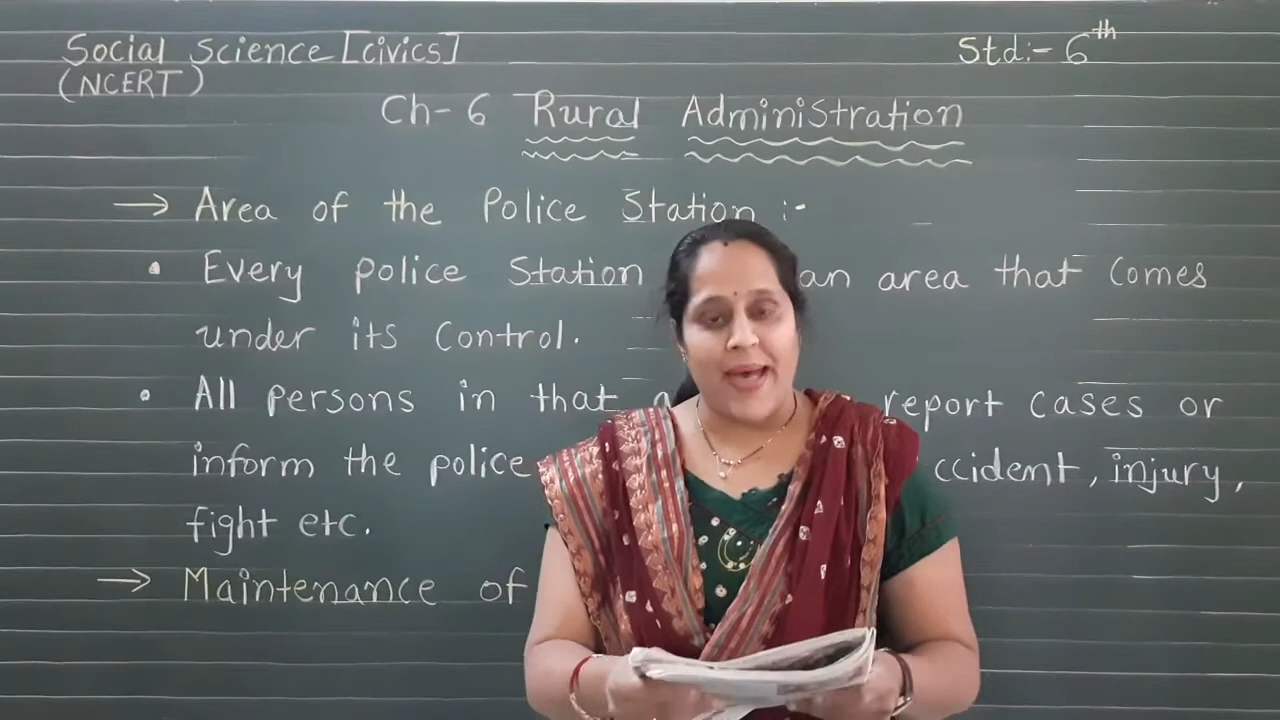 Social Science [civics]
Std:- 6th
(NCERT)
Ch- 6 Rural Administration
→ Area of the Police Station :-
• Every police Station an area that Comes
under its Control.
• All persons in that report cases or
inform the police ccident, injury,
fight etc.
→ Maintenance of